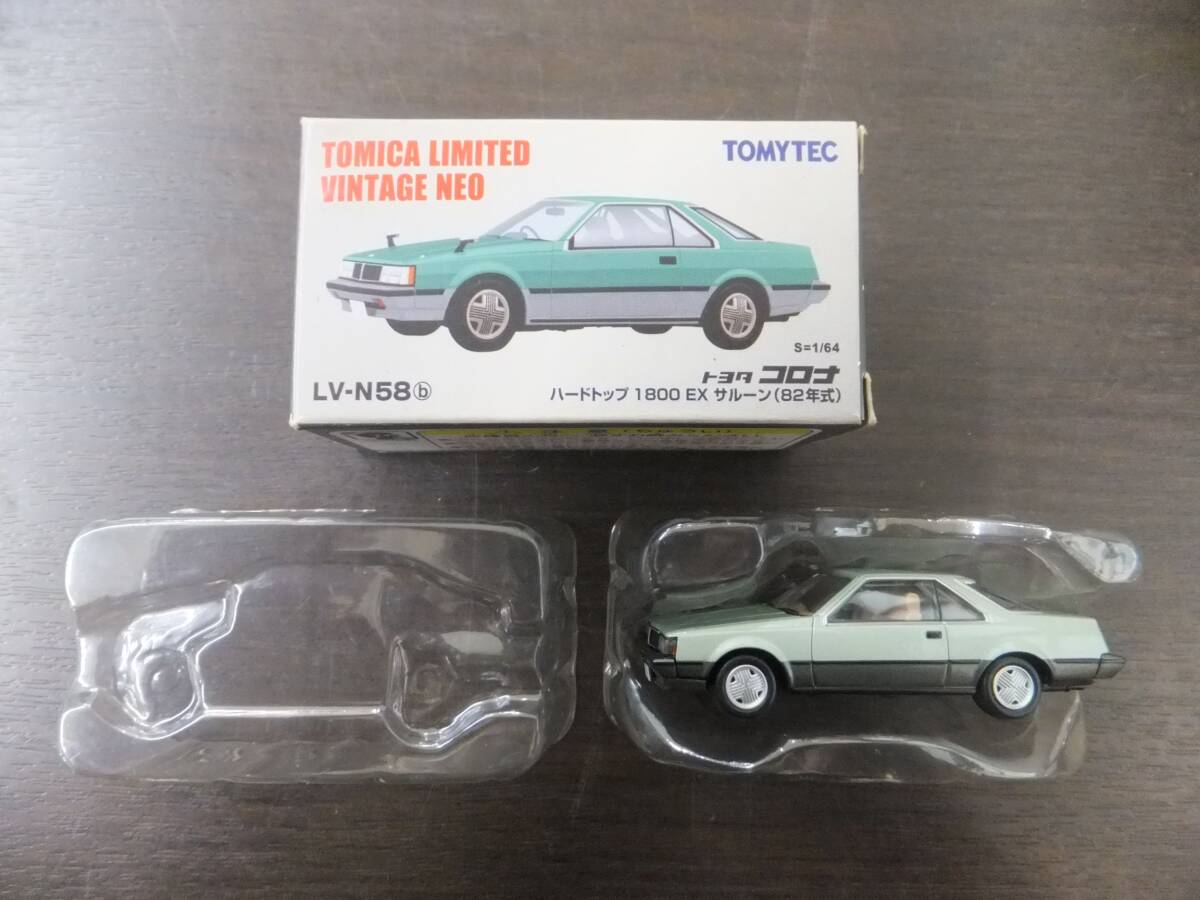 TOMICA LIMITED
VINTAGE NEO
TOMYTEC
S=1/64
LV-N58ⓑ
トヨタ コロナ
ハードトップ 1800 EX サルーン(82年式)